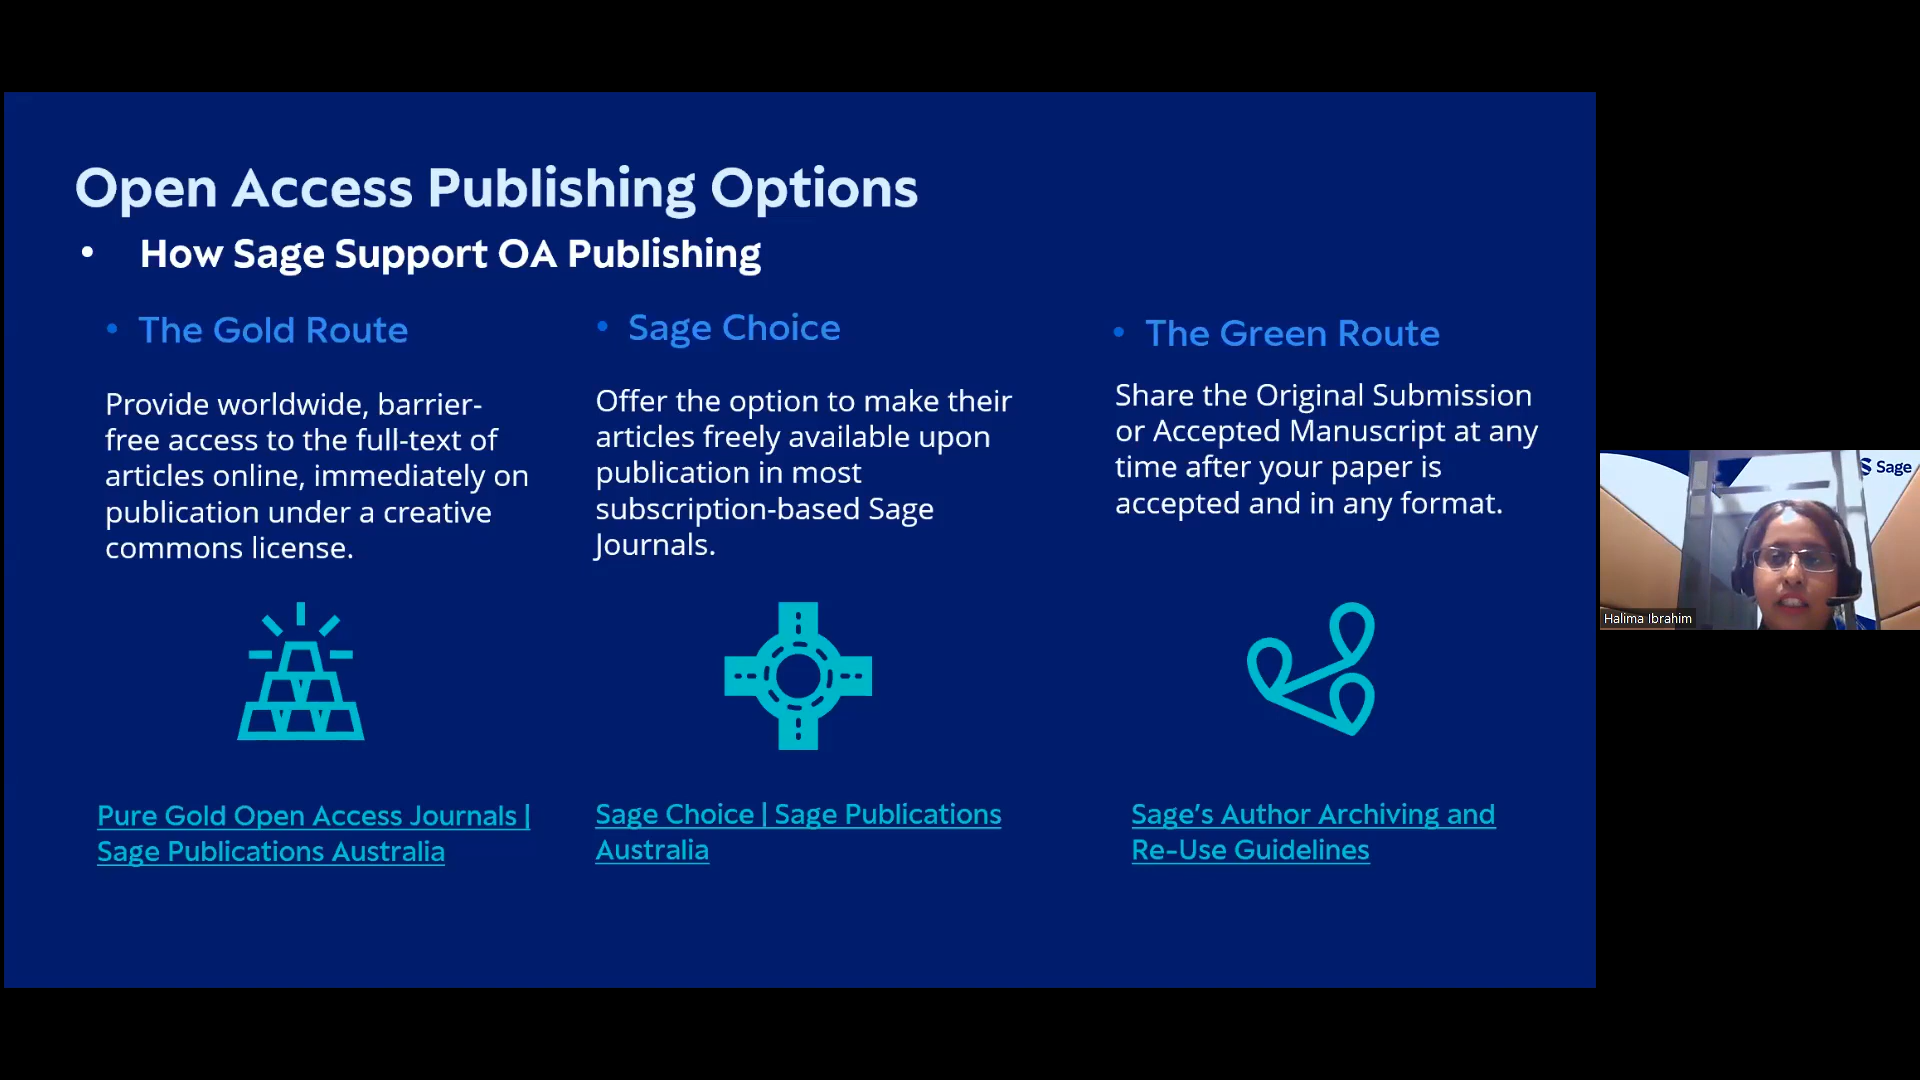 Open Access Publishing Options
• How Sage Support OA Publishing
• The Gold Route
Provide worldwide, barrier-
free access to the full-text of
articles online, immediately on
publication under a creative
commons license.
Pure Gold Open Access Journals |
Sage Publications Australia
• Sage Choice
Offer the option to make their
articles freely available upon
publication in most
subscription-based Sage
Journals.
Sage Choice | Sage Publications
Australia
• The Green Route
Share the Original Submission
or Accepted Manuscript at any
time after your paper is
accepted and in any format.
Sage's Author Archiving and
Re-Use Guidelines
Sage
Halima Ibrahim